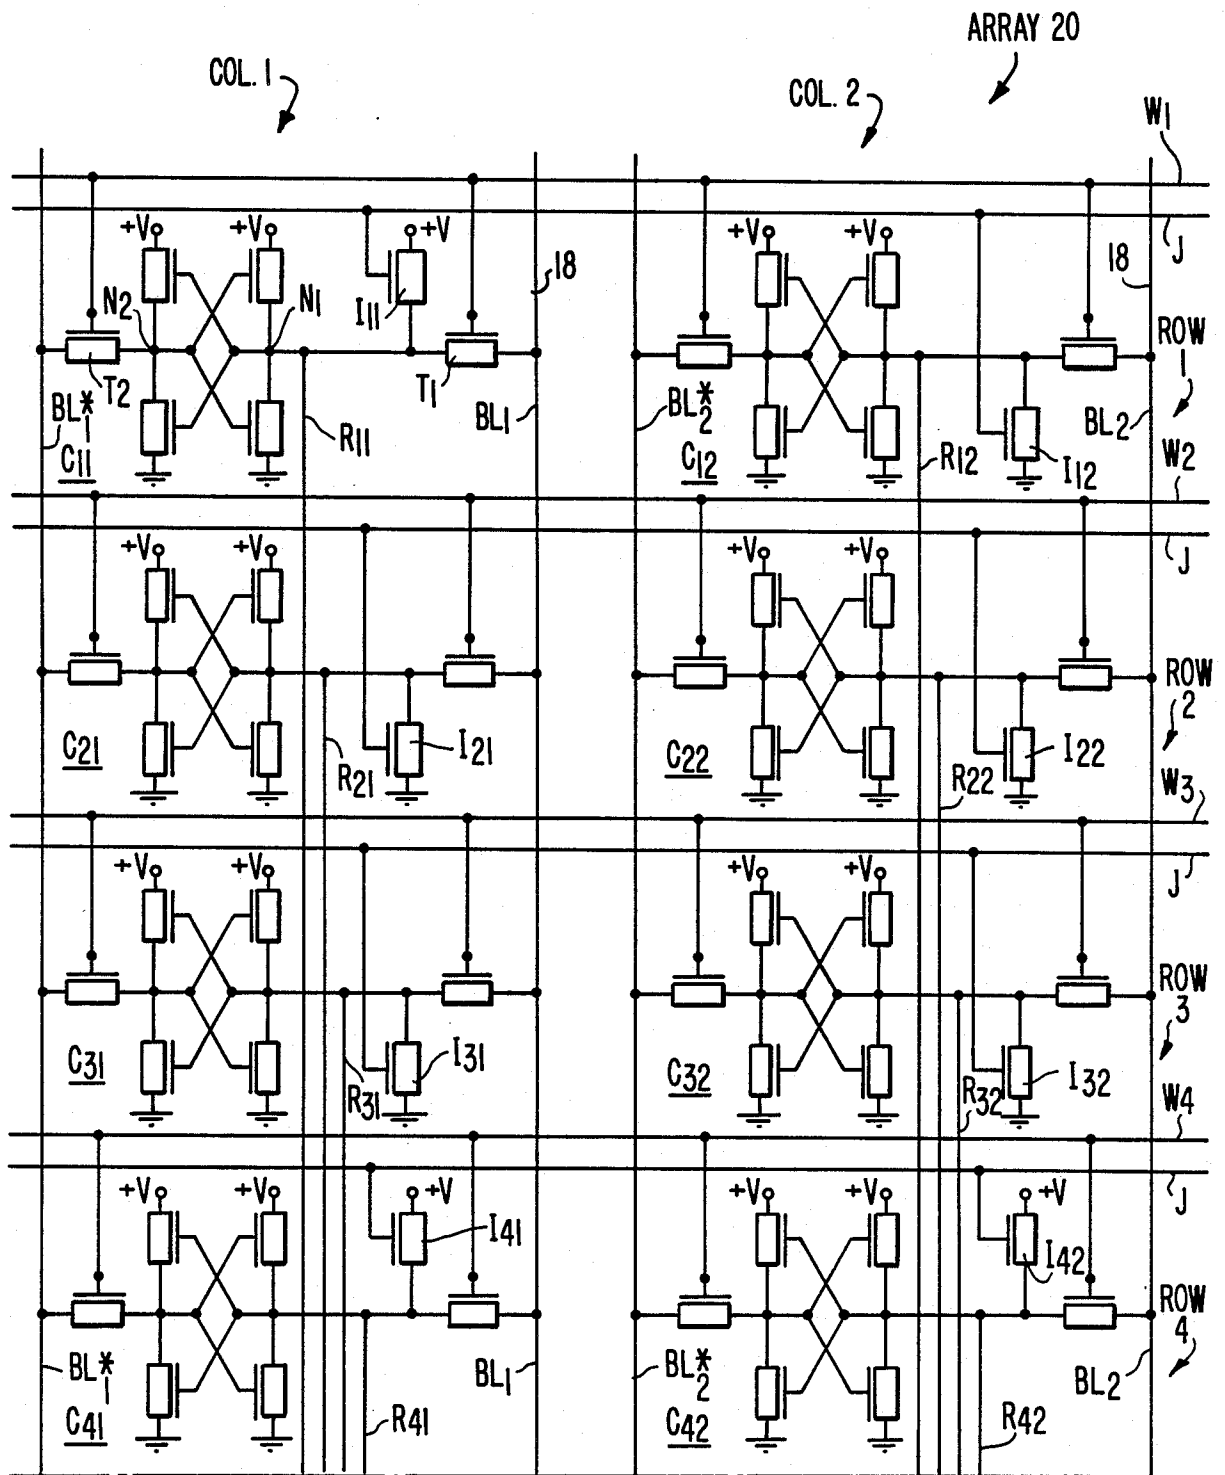 ARRAY 20
COL. 1
COL. 2
W1
+V
+V
+V
+V
+V
J
18
18
N2
N1
I11
ROW 1
T2
T1
BL*1
BL1
BL*2
BL2
C11
R11
C12
R12
I12
W2
+V
+V
+V
+V
J
ROW 2
C21
I21
C22
I22
R21
R22
W3
+V
+V
+V
+V
J
ROW 3
C31
I31
C32
I32
R31
R32
W4
+V
+V
+V
+V
+V
+V
J
I41
I42
ROW 4
BL*1
BL1
BL*2
BL2
C41
R41
C42
R42